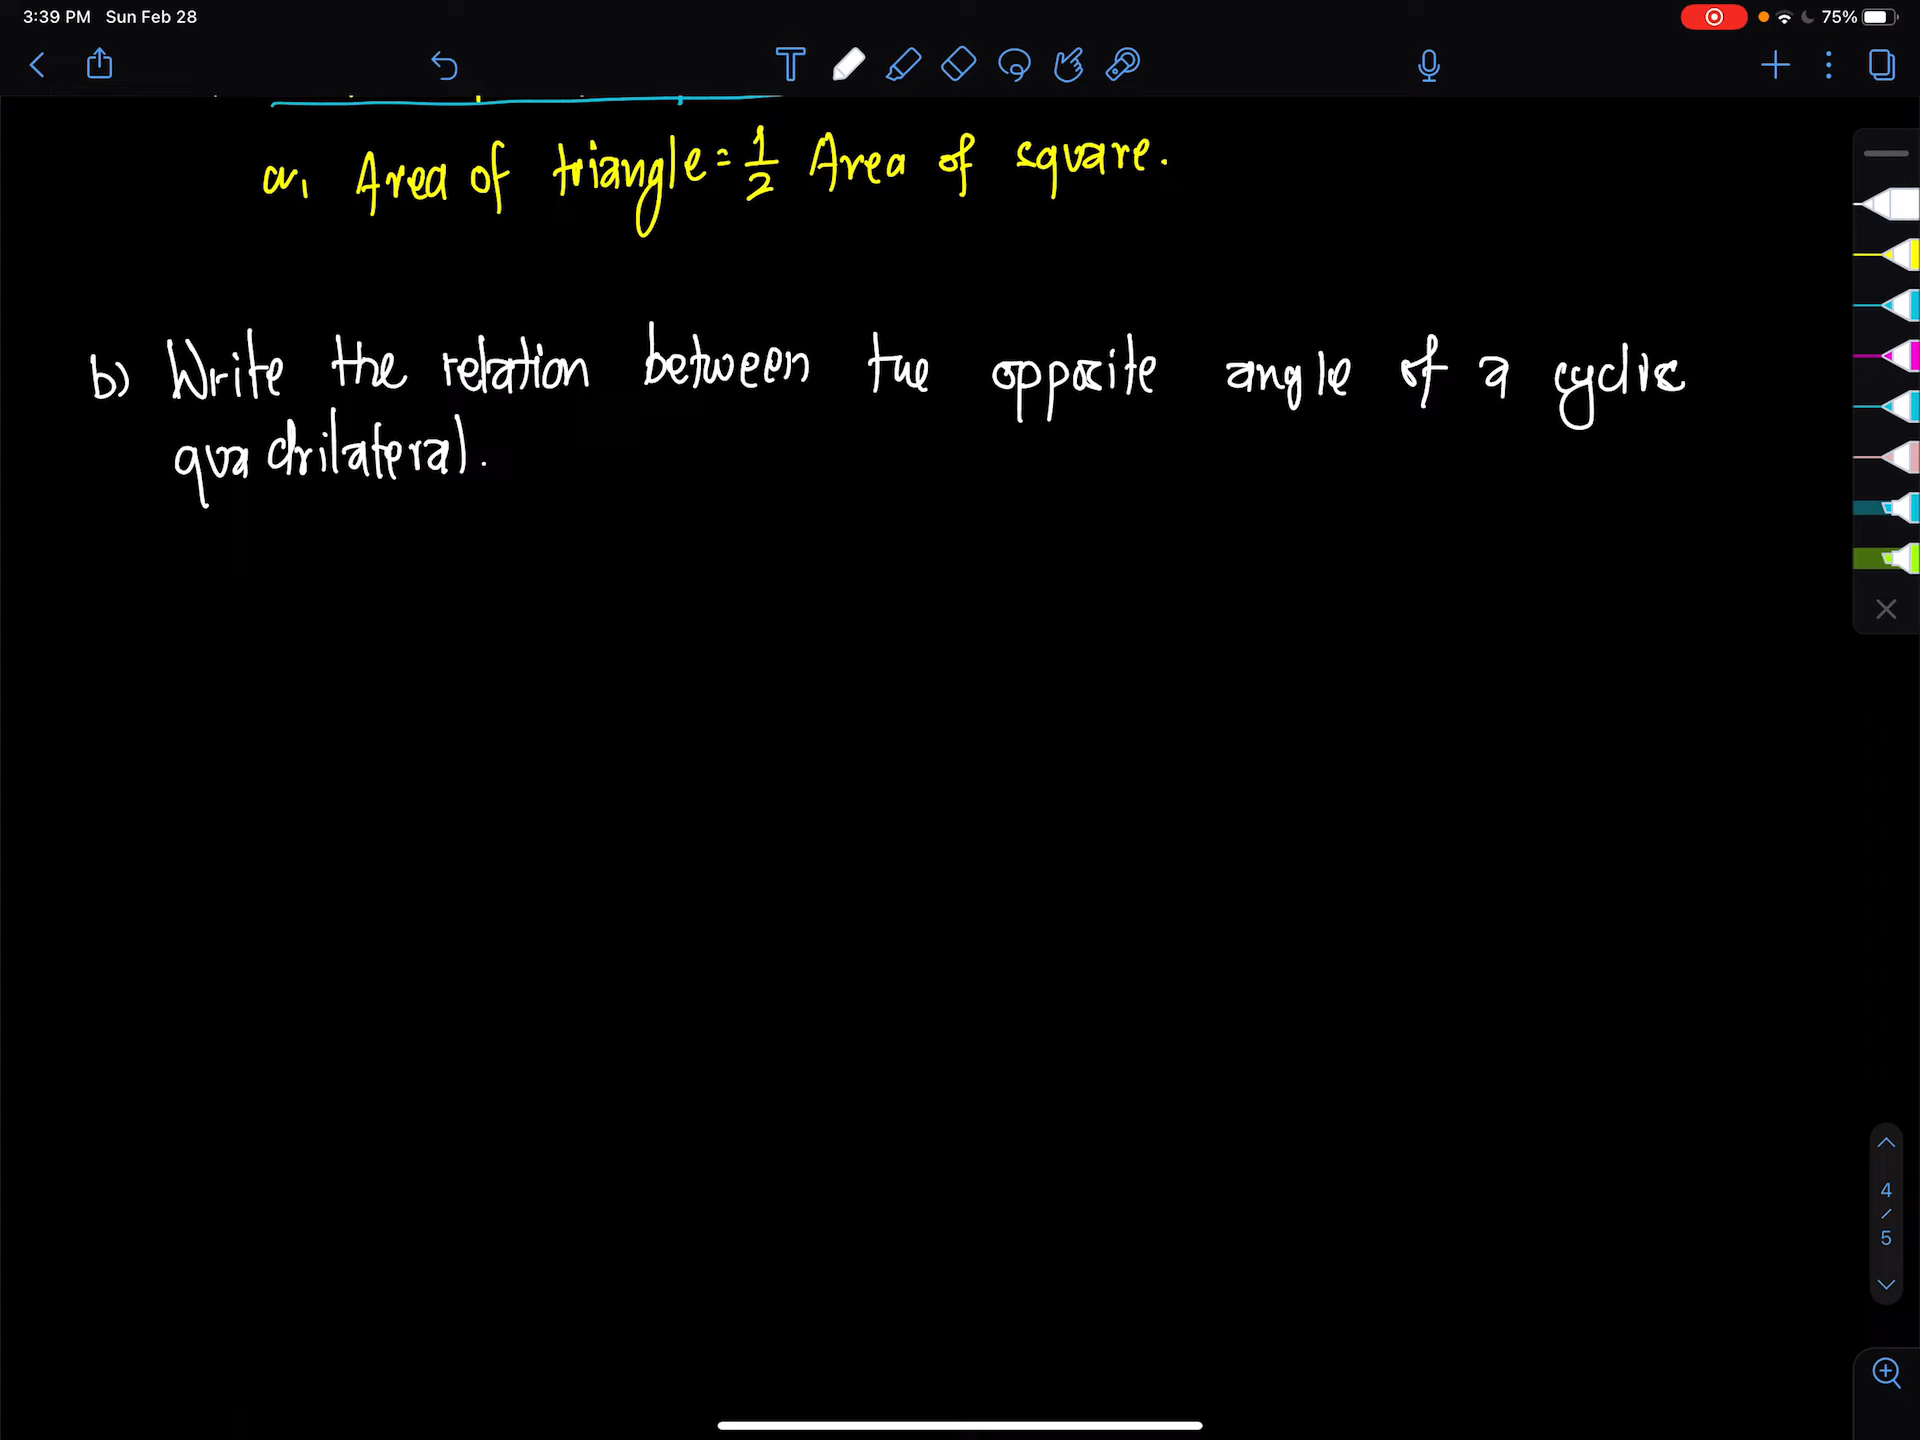 3:39 PM Sun Feb 28
75%
or, Area of triangle = 1/2 Area of square.
b) Write the relation between the opposite angle of a cyclic
quadrilateral.
4
/
5